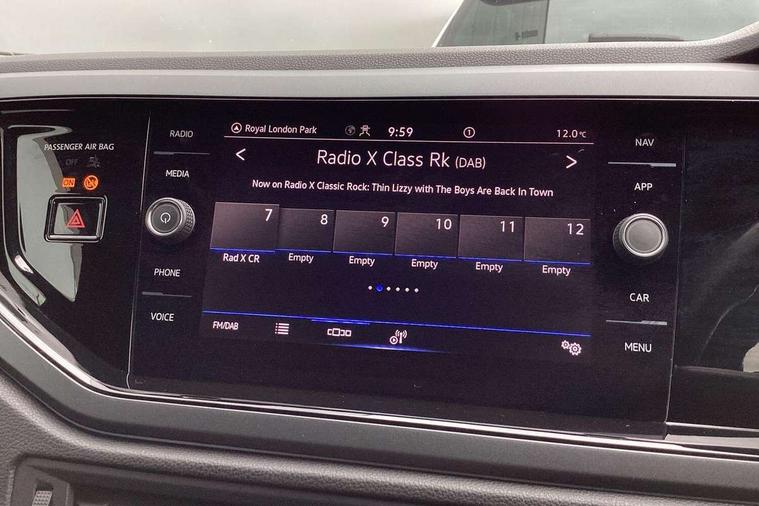 Royal London Park 9:59 1 12.0°C
RADIO
NAV
PASSENGER AIR BAG
OFF
ON
MEDIA
APP
< Radio X Class Rk (DAB) >
Now on Radio X Classic Rock: Thin Lizzy with The Boys Are Back In Town
7 8 9 10 11 12
Rad X CR Empty Empty Empty Empty Empty
PHONE
CAR
VOICE
MENU
FM/DAB